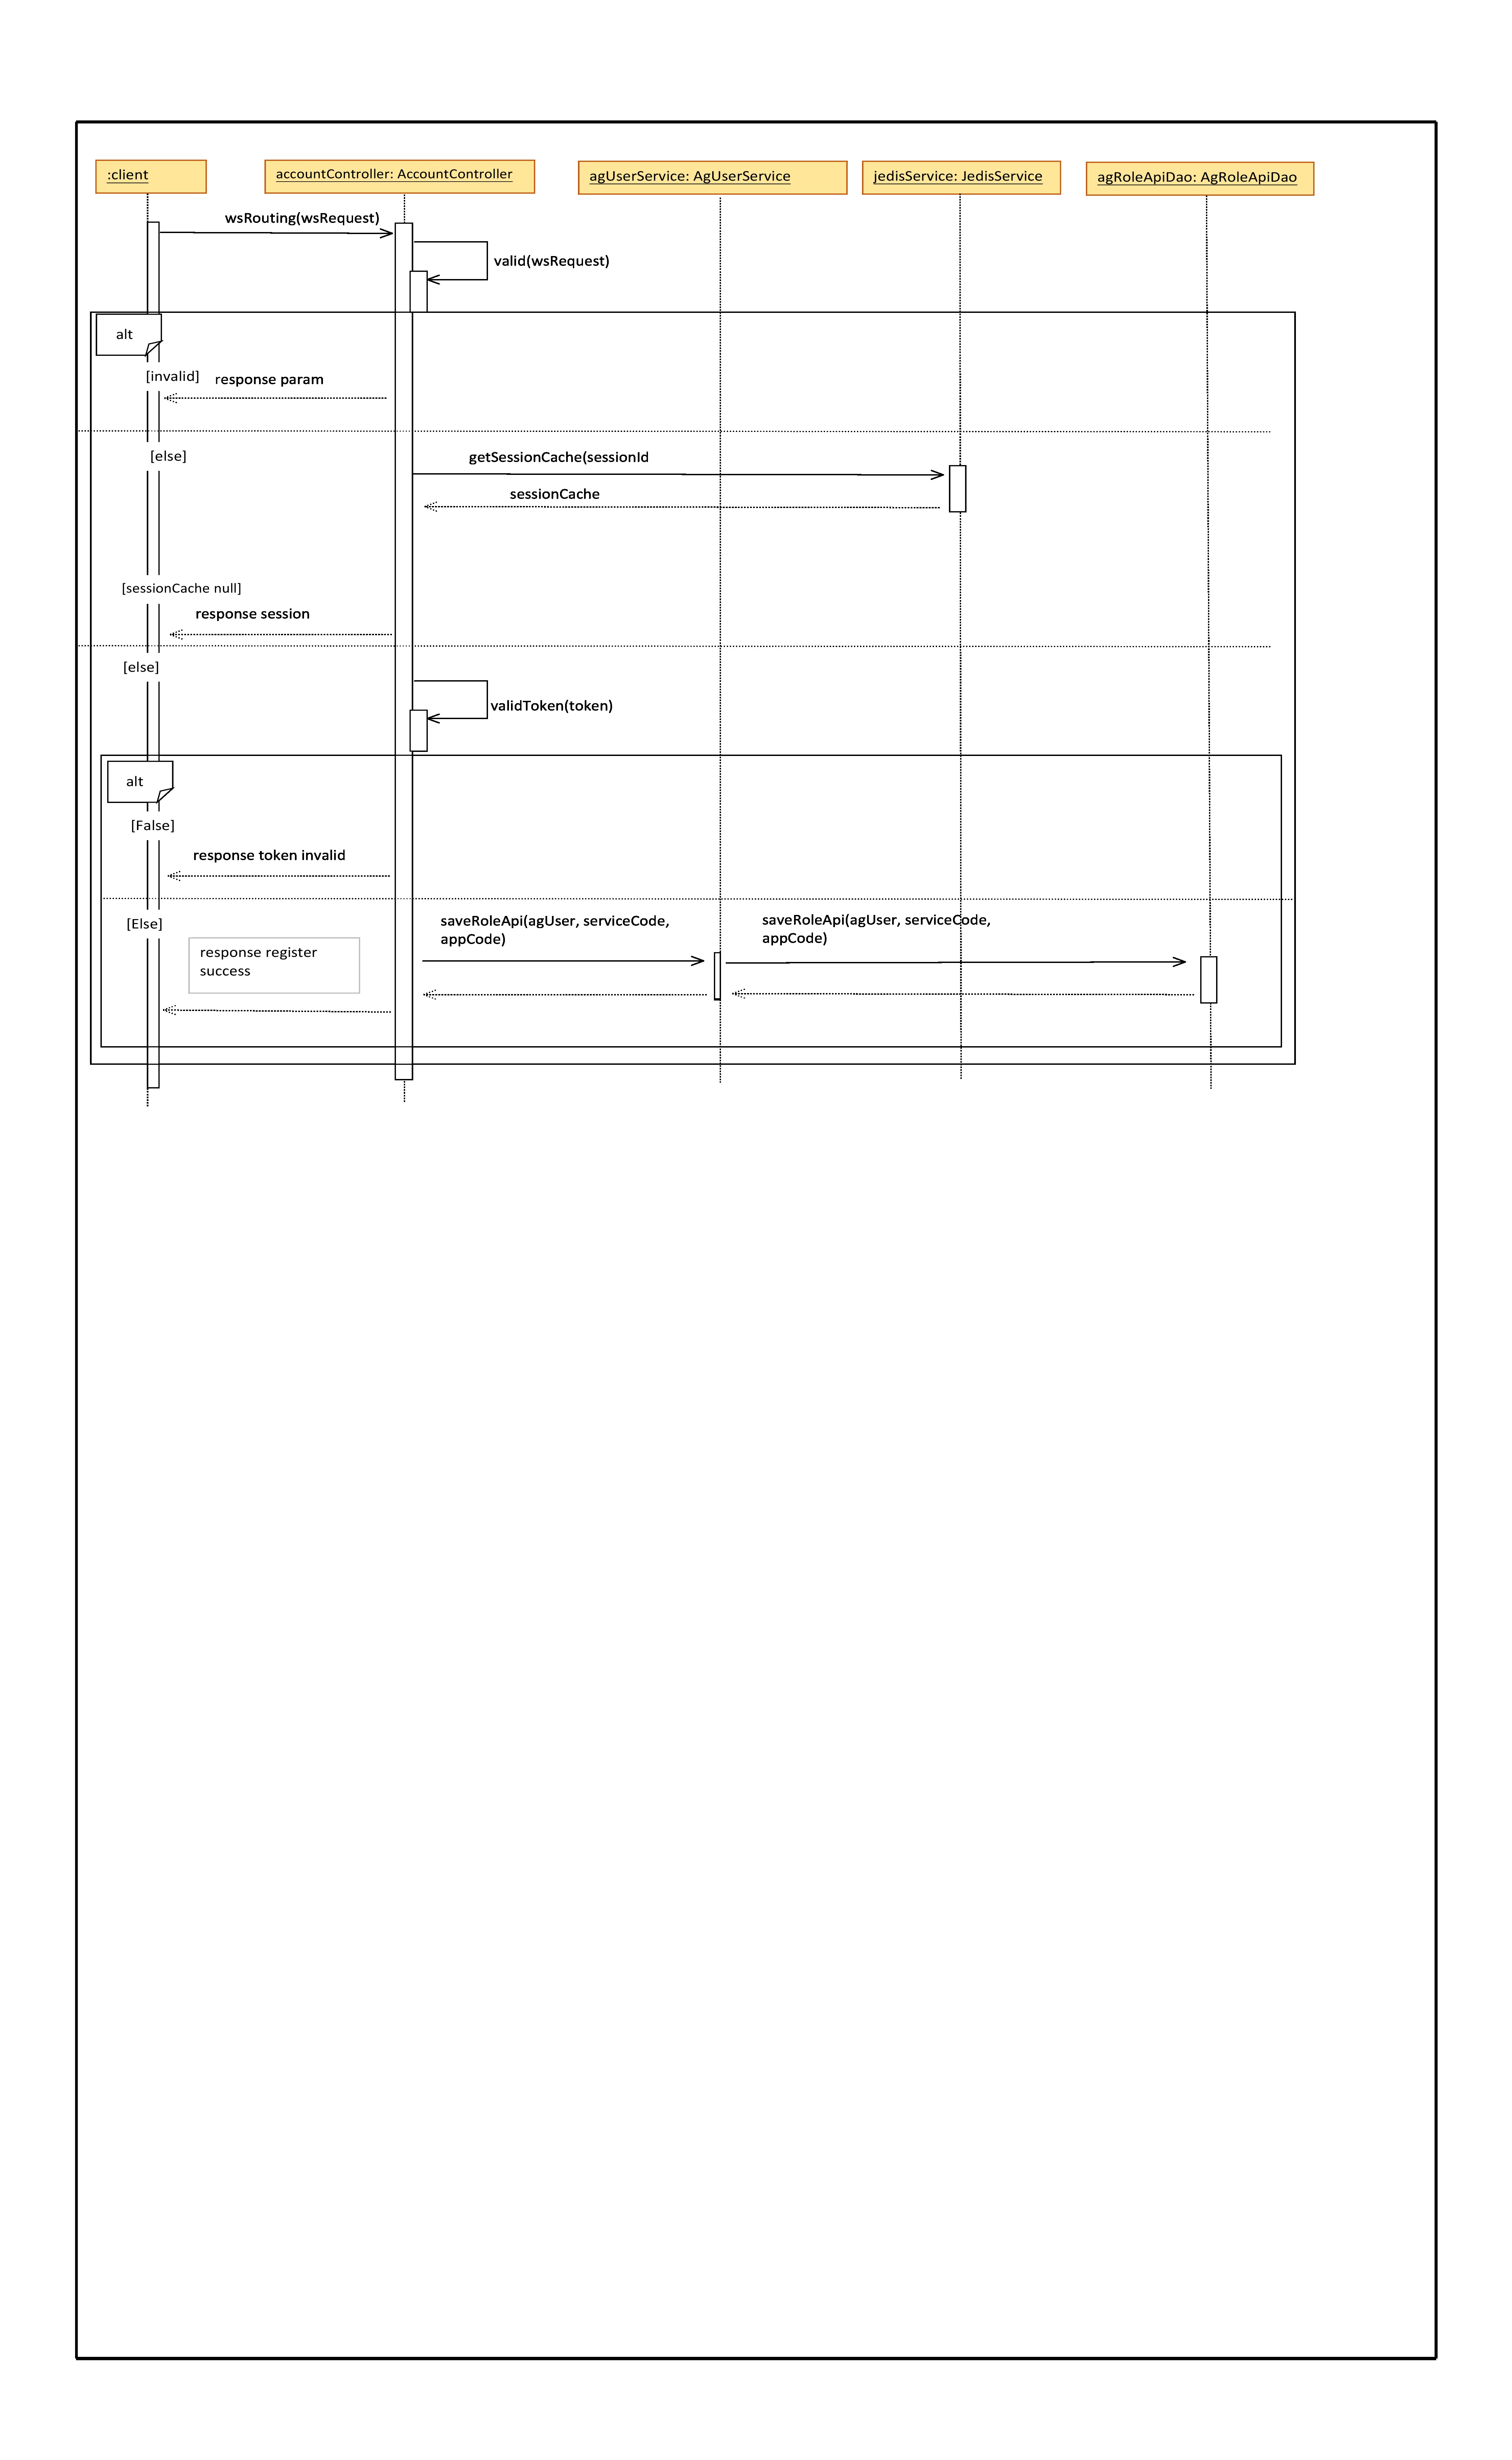 :client
accountController: AccountController
agUserService: AgUserService
jedisService: JedisService
agRoleApiDao: AgRoleApiDao
wsRouting(wsRequest)
valid(wsRequest)
alt
[invalid]
response param
[else]
getSessionCache(sessionId
sessionCache
[sessionCache null]
response session
[else]
validToken(token)
alt
[False]
response token invalid
[Else]
saveRoleApi(agUser, serviceCode,
appCode)
saveRoleApi(agUser, serviceCode,
appCode)
response register
success